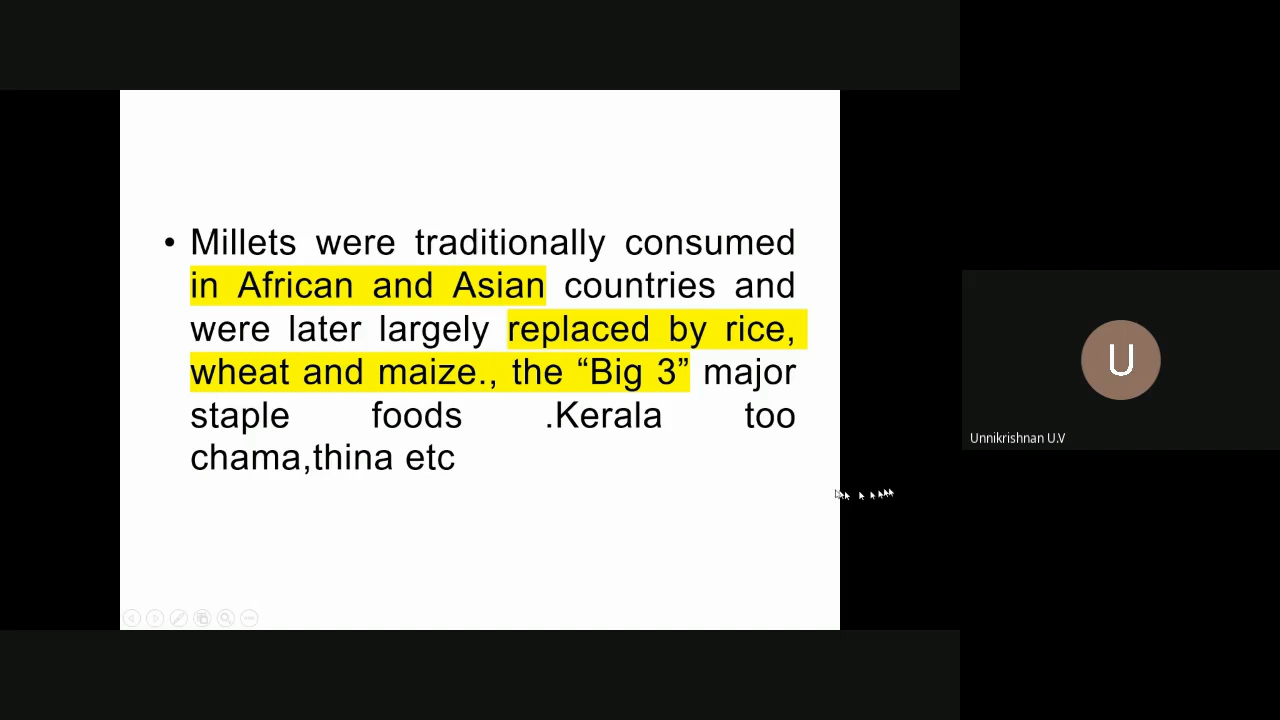 • Millets were traditionally consumed
in African and Asian countries and
were later largely replaced by rice,
wheat and maize., the “Big 3” major
staple foods .Kerala too
chama,thina etc
U
Unnikrishnan U.V